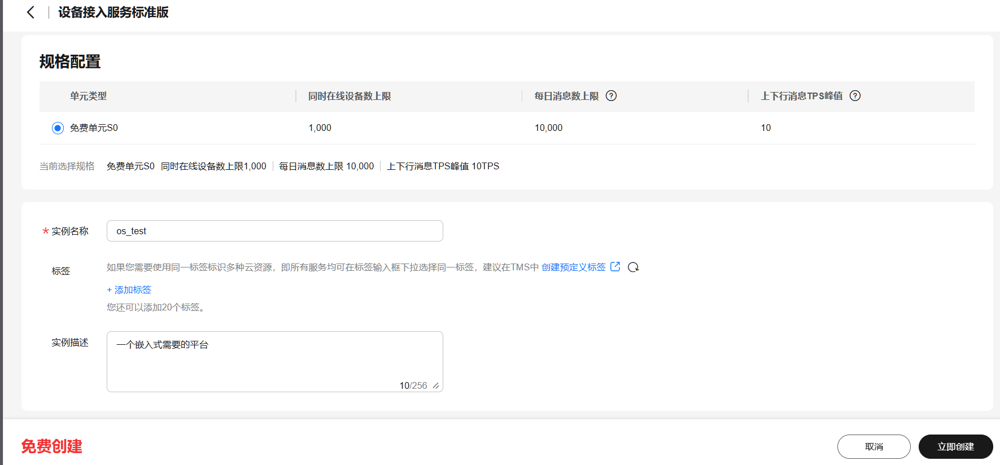 设备接入服务标准版
规格配置
单元类型 同时在线设备数上限 每日消息数上限 上下行消息TPS峰值
免费单元S0 1,000 10,000 10
当前选择规格 免费单元S0 同时在线设备数上限1,000 每日消息数上限 10,000 上下行消息TPS峰值 10TPS
* 实例名称 os_test
标签 如果您需要使用同一标签标识多种云资源，即所有服务均可在标签输入框下拉选择同一标签，建议在TMS中 创建预定义标签
+ 添加标签
您还可以添加20个标签。
实例描述 一个嵌入式需要的平台
10/256
免费创建 取消 立即创建